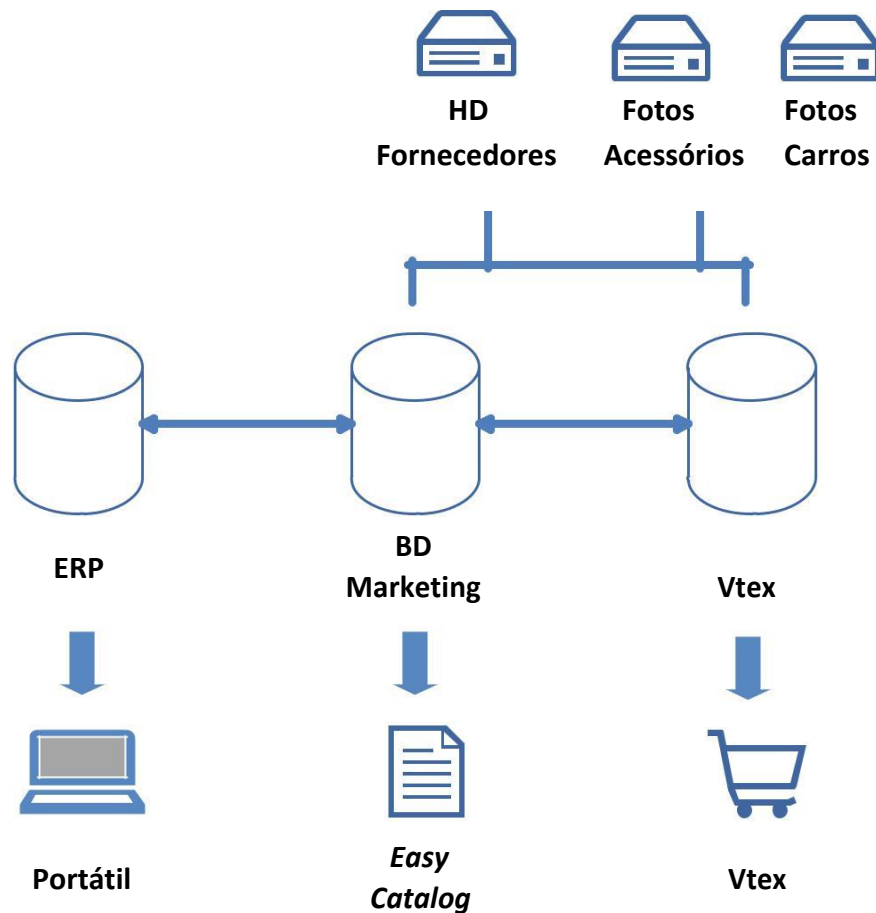 HD
Fornecedores
Fotos
Acessórios
Fotos
Carros
ERP
BD
Marketing
Vtex
Portátil
Easy
Catalog
Vtex